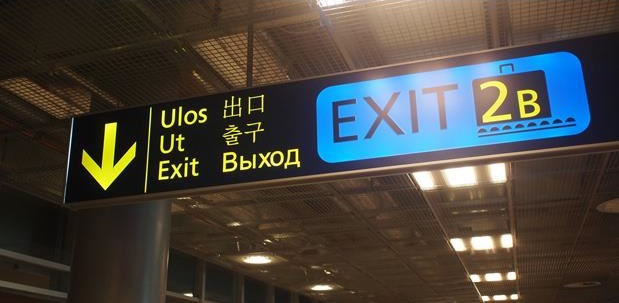 Ulos 出口
Ut 출구
Exit Выход
EXIT 2B